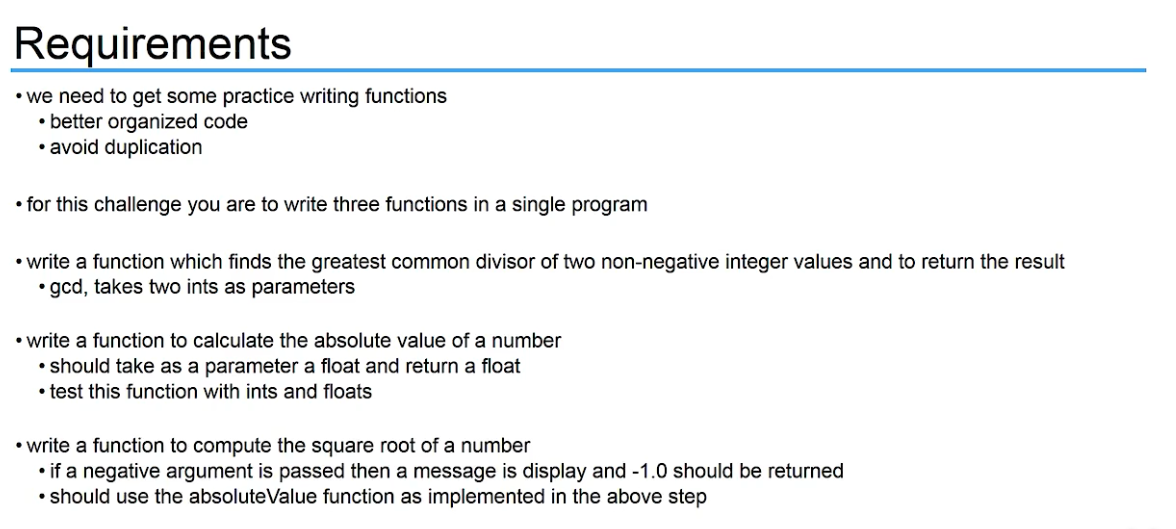 Requirements
• we need to get some practice writing functions
• better organized code
• avoid duplication
• for this challenge you are to write three functions in a single program
• write a function which finds the greatest common divisor of two non-negative integer values and to return the result
• gcd, takes two ints as parameters
• write a function to calculate the absolute value of a number
• should take as a parameter a float and return a float
• test this function with ints and floats
• write a function to compute the square root of a number
• if a negative argument is passed then a message is display and -1.0 should be returned
• should use the absoluteValue function as implemented in the above step